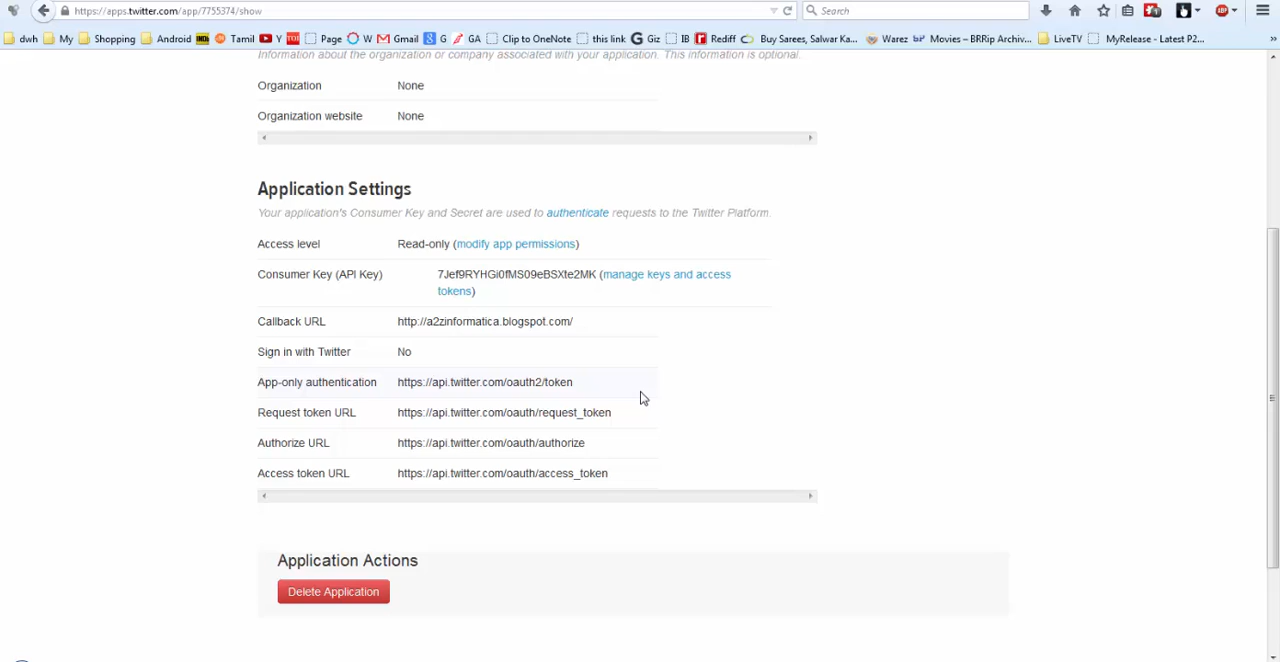 https://apps.twitter.com/app/7755374/show
Search
dwh My Shopping Android IMDb Tamil Y TOI Page W Gmail g G GA Clip to OneNote this link G Giz IB Rediff Buy Sarees, Salwar Ka... Warez Movies – BRRip Archiv... LiveTV MyRelease - Latest P2... »
Information about the organization or company associated with your application. This information is optional.
Organization None
Organization website None
Application Settings
Your application's Consumer Key and Secret are used to authenticate requests to the Twitter Platform.
Access level Read-only (modify app permissions)
Consumer Key (API Key) 7Jef9RYHGi0fMS09eBSXte2MK (manage keys and access
tokens)
Callback URL http://a2zinformatica.blogspot.com/
Sign in with Twitter No
App-only authentication https://api.twitter.com/oauth2/token
Request token URL https://api.twitter.com/oauth/request_token
Authorize URL https://api.twitter.com/oauth/authorize
Access token URL https://api.twitter.com/oauth/access_token
Application Actions
Delete Application